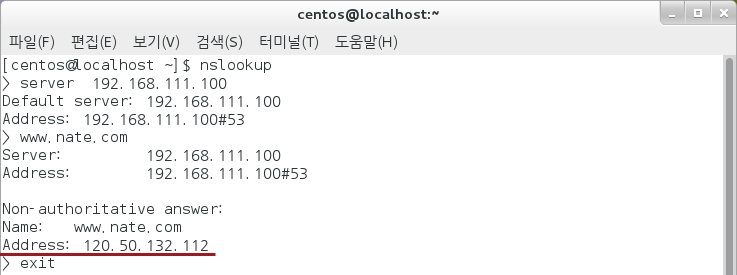 centos@localhost:~
파일(F) 편집(E) 보기(V) 검색(S) 터미널(T) 도움말(H)
[centos@localhost ~]$ nslookup
> server 192.168.111.100
Default server: 192.168.111.100
Address: 192.168.111.100#53
> www.nate.com
Server: 192.168.111.100
Address: 192.168.111.100#53
Non-authoritative answer:
Name: www.nate.com
Address: 120.50.132.112
> exit